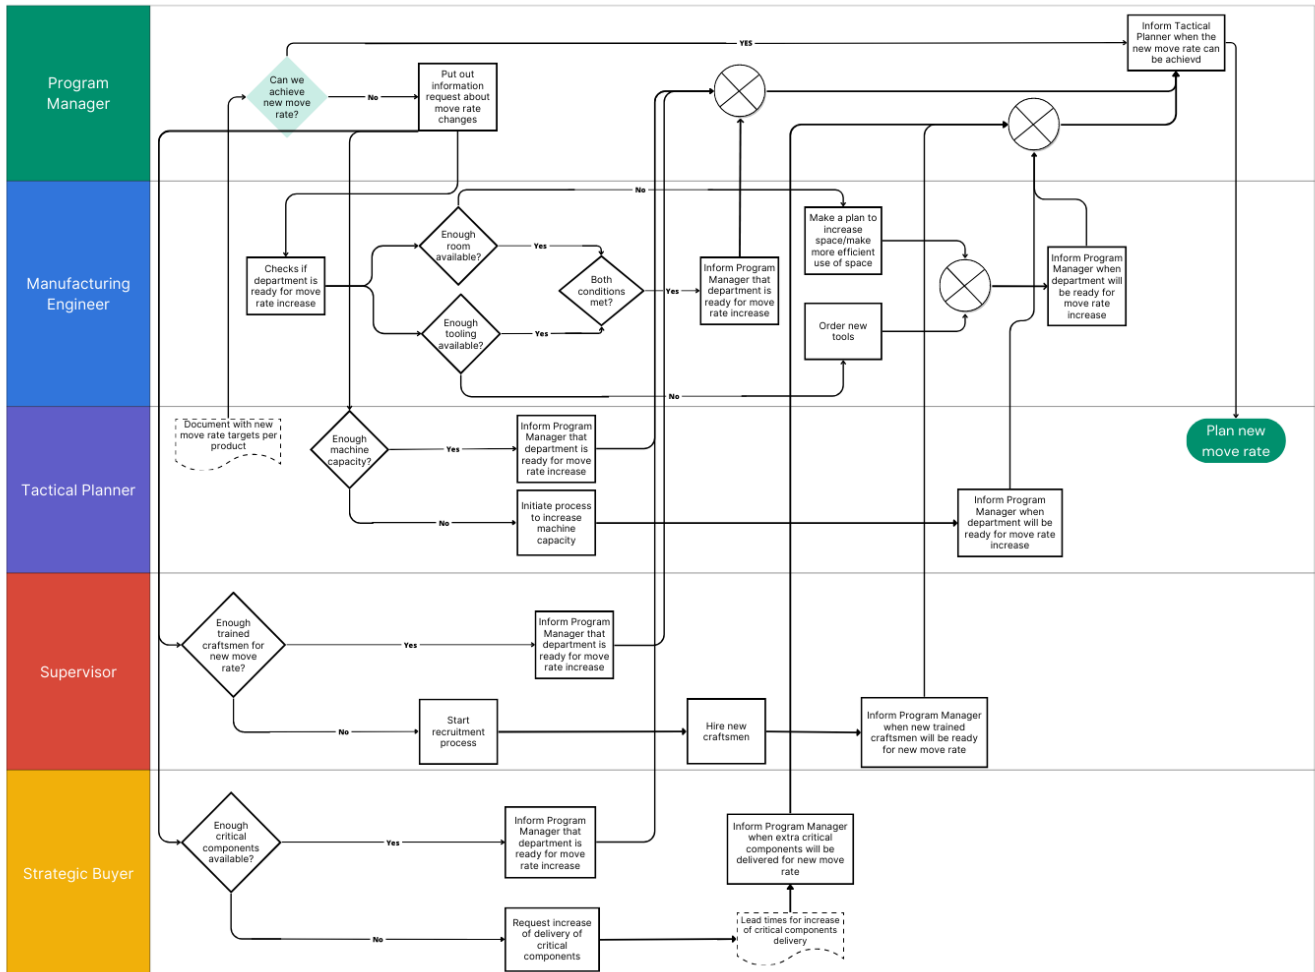 Program
Manager
Can we
achieve
new move
rate?
No
Put out
information
request about
move rate
changes
YES
Inform Tactical
Planner when the
new move rate can
be achievd
Manufacturing
Engineer
Checks if
department is
ready for move
rate increase
Enough
room
available?
Yes
No
Enough
tooling
available?
Yes
No
Both
conditions
met?
Yes
Inform Program
Manager that
department is
ready for move
rate increase
Make a plan to
increase
space/make
more efficient
use of space
Order new
tools
Inform Program
Manager when
department will
be ready for
move rate
increase
Tactical Planner
Document with new
move rate targets per
product
Enough
machine
capacity?
Yes
Inform Program
Manager that
department is
ready for move
rate increase
No
Initiate process
to increase
machine
capacity
Inform Program
Manager when
department will be
ready for move rate
increase
Plan new
move rate
Supervisor
Enough
trained
craftsmen for
new move
rate?
Yes
Inform Program
Manager that
department is
ready for move
rate increase
No
Start
recruitment
process
Hire new
craftsmen
Inform Program Manager
when new trained
craftsmen will be ready
for new move rate
Strategic Buyer
Enough
critical
components
available?
Yes
Inform Program
Manager that
department is
ready for move
rate increase
No
Request increase
of delivery of
critical
components
Lead times for increase
of critical components
delivery
Inform Program Manager
when extra critical
components will be
delivered for new move
rate